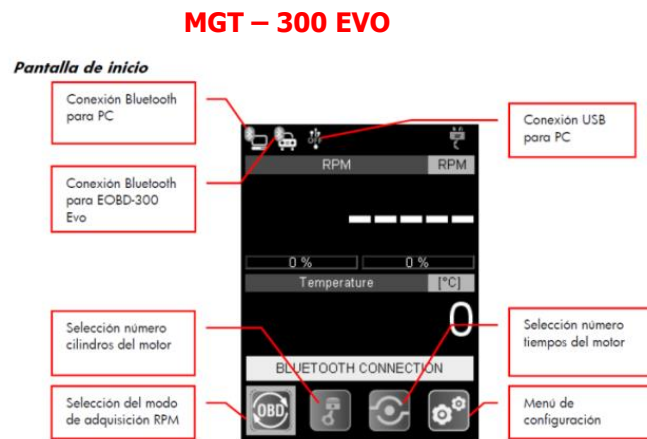 MGT – 300 EVO
Pantalla de inicio
Conexión Bluetooth
para PC
Conexión USB
para PC
OFF
RPM
RPM
Conexión Bluetooth
para EOBD-300
Evo
0 %
0 %
Temperature
[°C]
0
Selección número
cilindros del motor
Selección número
tiempos del motor
BLUETOOTH CONNECTION
Selección del modo
de adquisición RPM
OBD
Menú de
configuración